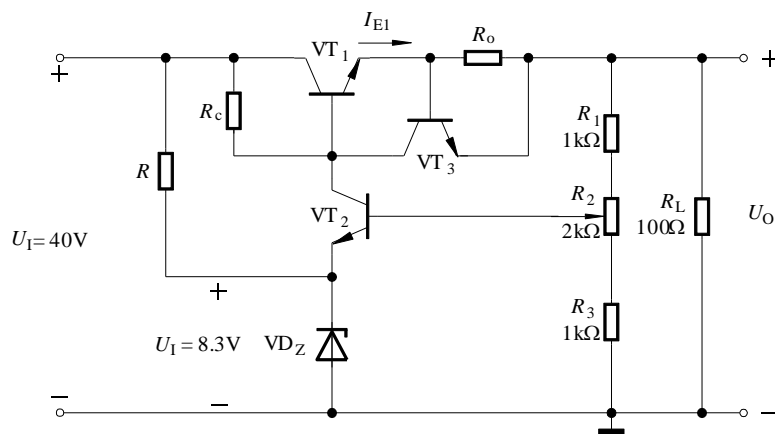 I_E1
VT_1
R_o
+
+
R_c
R_1
1kΩ
VT_3
R
R_2
2kΩ
R_L
100Ω
VT_2
U_O
U_I= 40V
+
R_3
1kΩ
U_I = 8.3V
VD_Z
−
−
−